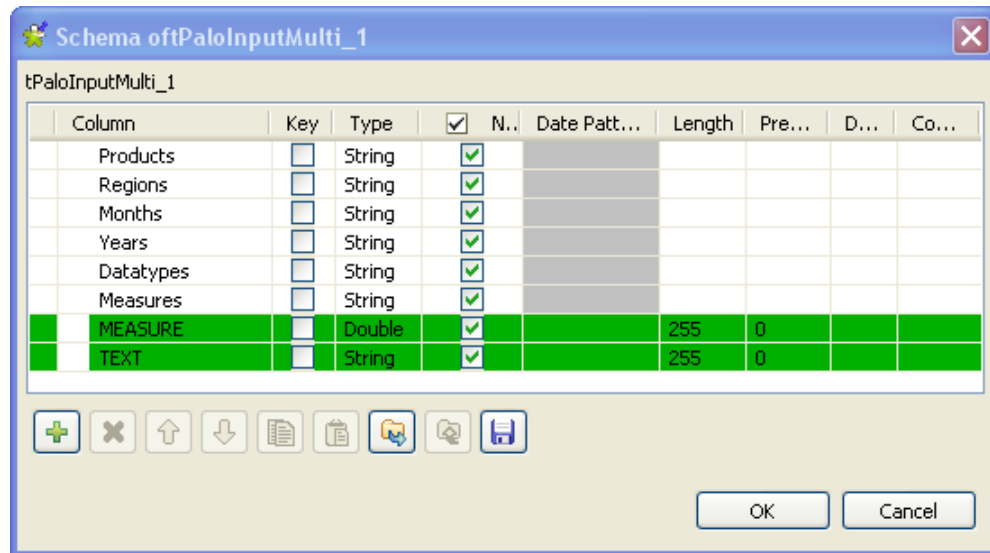 Schema oftPaloInputMulti_1
tPaloInputMulti_1
Column Key Type N.. Date Patt... Length Pre... D... Co...
Products String
Regions String
Months String
Years String
Datatypes String
Measures String
MEASURE Double 255 0
TEXT String 255 0
OK Cancel